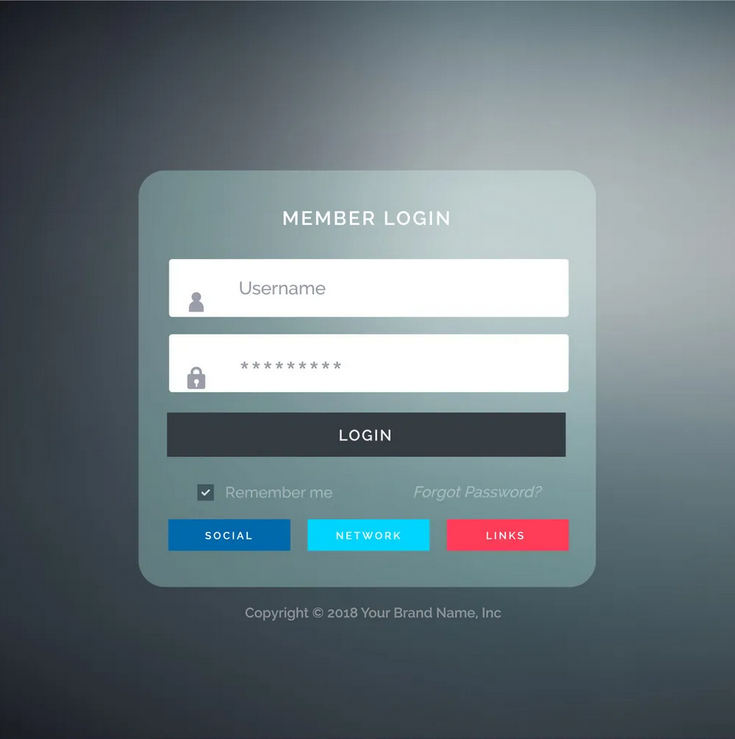 MEMBER LOGIN
Username
*********
LOGIN
Remember me Forgot Password?
SOCIAL NETWORK LINKS
Copyright © 2018 Your Brand Name, Inc